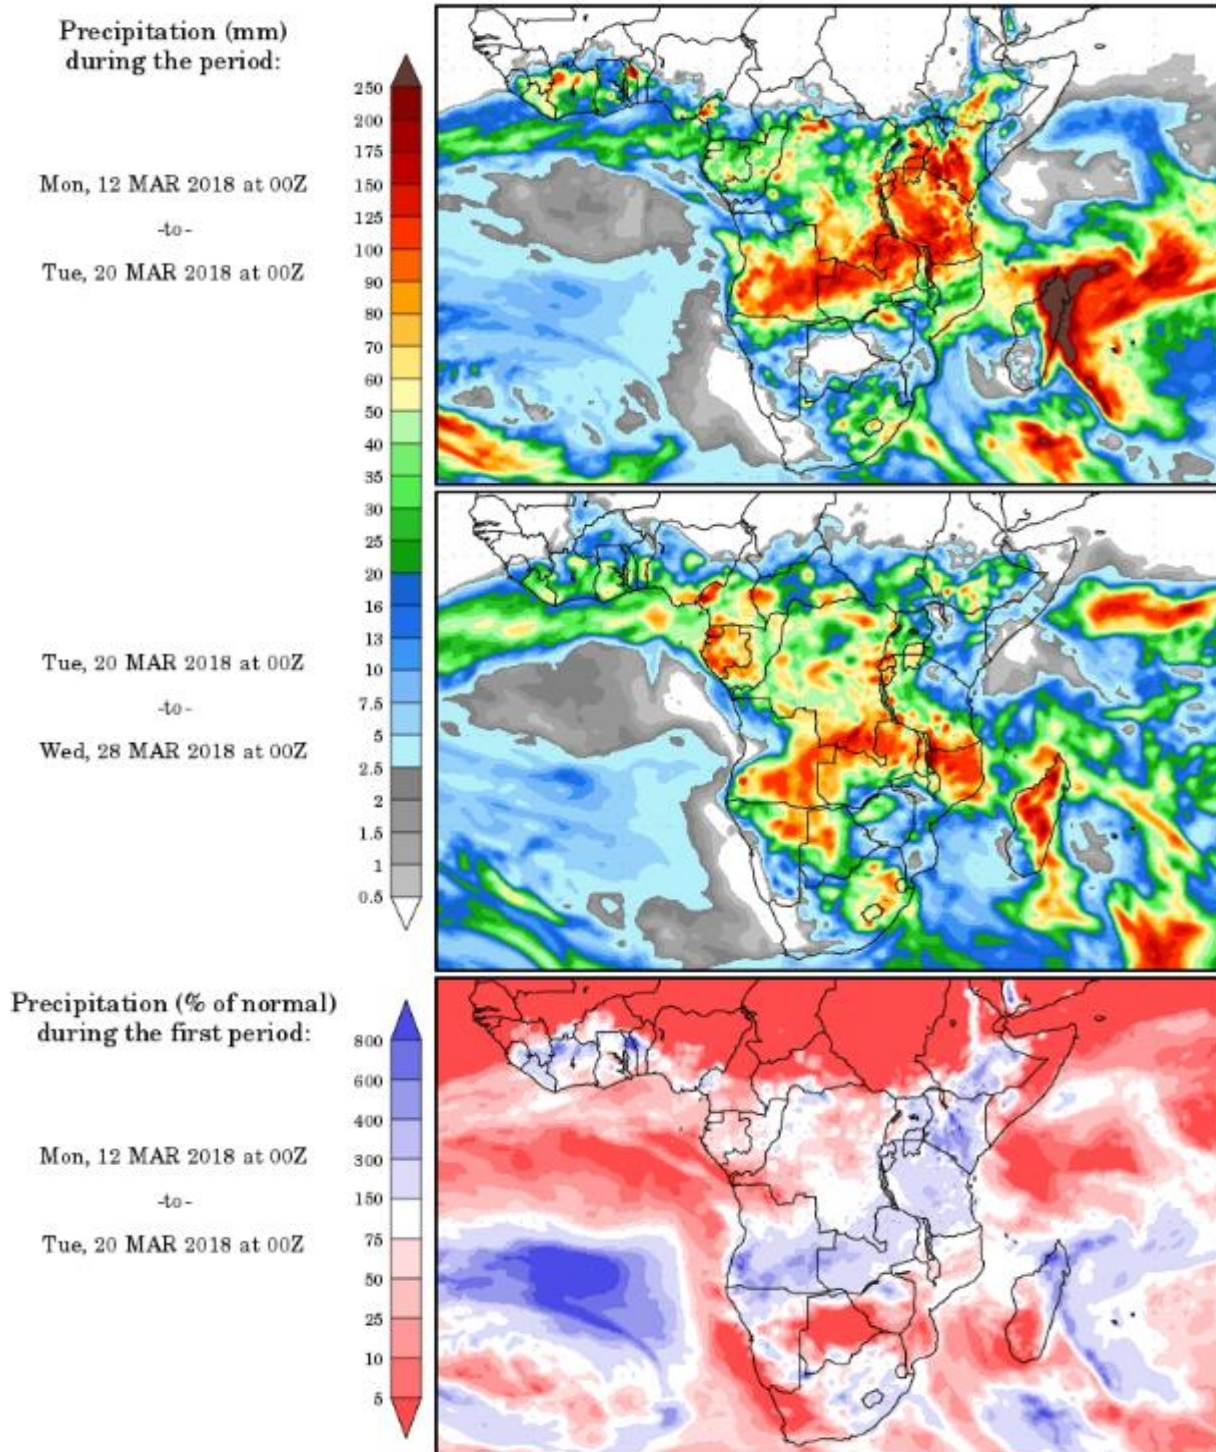 Precipitation (mm)
during the period:
250
200
175
150
125
100
90
80
70
60
50
40
35
30
25
20
16
13
10
7.5
5
2.5
2
1.5
1
0.5
Mon, 12 MAR 2018 at 00Z
-to-
Tue, 20 MAR 2018 at 00Z
Tue, 20 MAR 2018 at 00Z
-to-
Wed, 28 MAR 2018 at 00Z
Precipitation (% of normal)
during the first period:
800
600
400
300
150
75
50
25
10
5
Mon, 12 MAR 2018 at 00Z
-to-
Tue, 20 MAR 2018 at 00Z